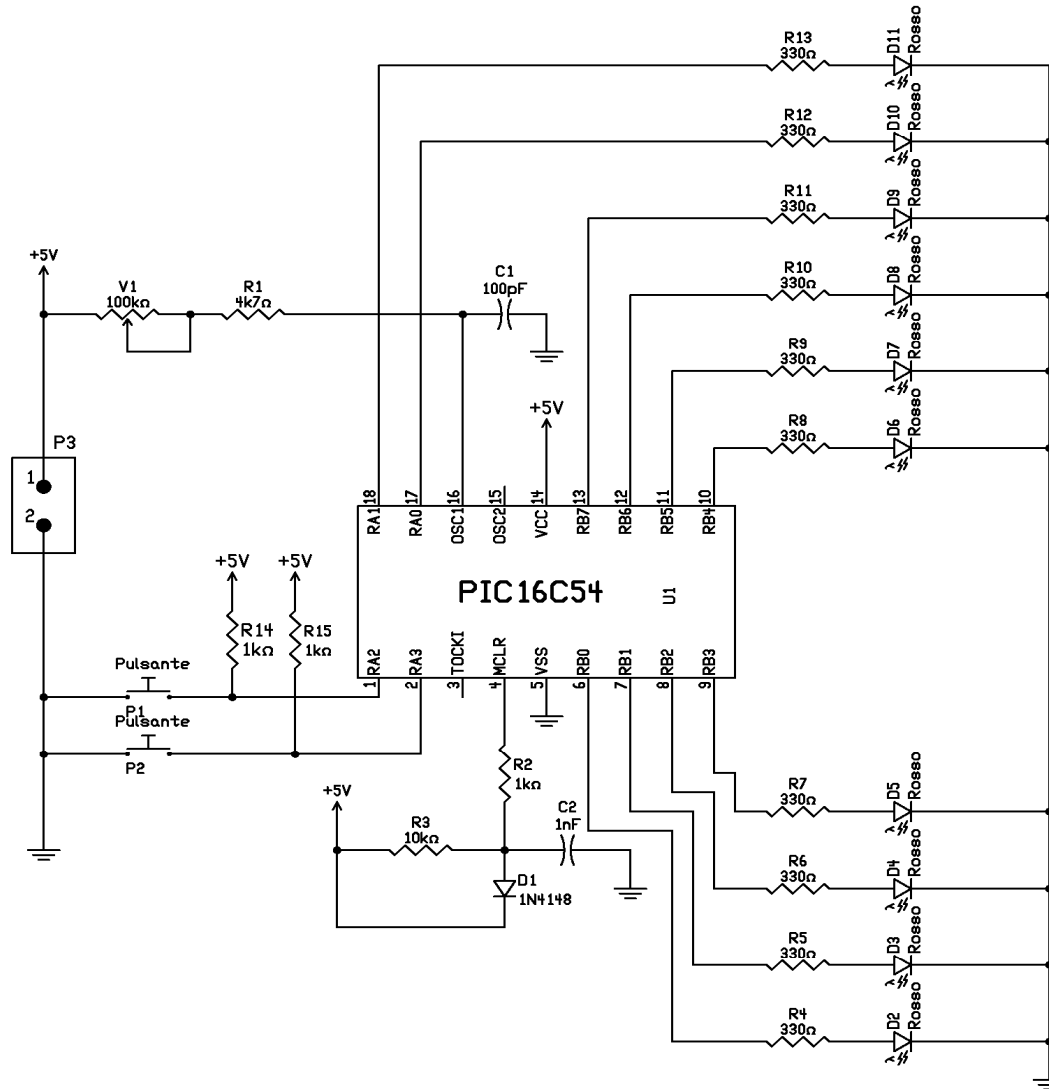 R13
330Ω
D11
Rosso
R12
330Ω
D10
Rosso
R11
330Ω
D9
Rosso
R10
330Ω
D8
Rosso
R9
330Ω
D7
Rosso
R8
330Ω
D6
Rosso
+5V
V1
100kΩ
R1
4k7Ω
C1
100pF
+5V
P3
1
2
18
17
16
15
14
13
12
11
10
RA1
RA0
OSC1
OSC2
VCC
RB7
RB6
RB5
RB4
PIC16C54
U1
RA2
RA3
TOCKI
MCLR
VSS
RB0
RB1
RB2
RB3
1
2
3
4
5
6
7
8
9
+5V
+5V
R14
1kΩ
R15
1kΩ
Pulsante
P1
Pulsante
P2
R2
1kΩ
+5V
R3
10kΩ
C2
1nF
D1
1N4148
R7
330Ω
D5
Rosso
R6
330Ω
D4
Rosso
R5
330Ω
D3
Rosso
R4
330Ω
D2
Rosso